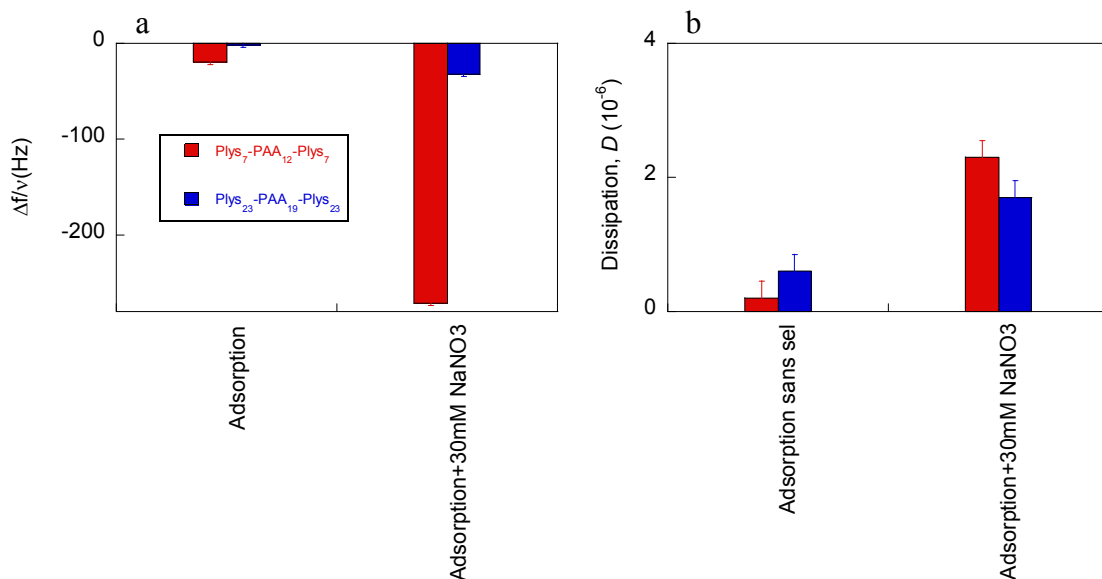 a
0
-100
-200
Δf/ν(Hz)
Plys7-PAA12-Plys7
Plys23-PAA19-Plys23
Adsorption
Adsorption+30mM NaNO3
b
4
2
0
Dissipation, D (10-6)
Adsorption sans sel
Adsorption+30mM NaNO3